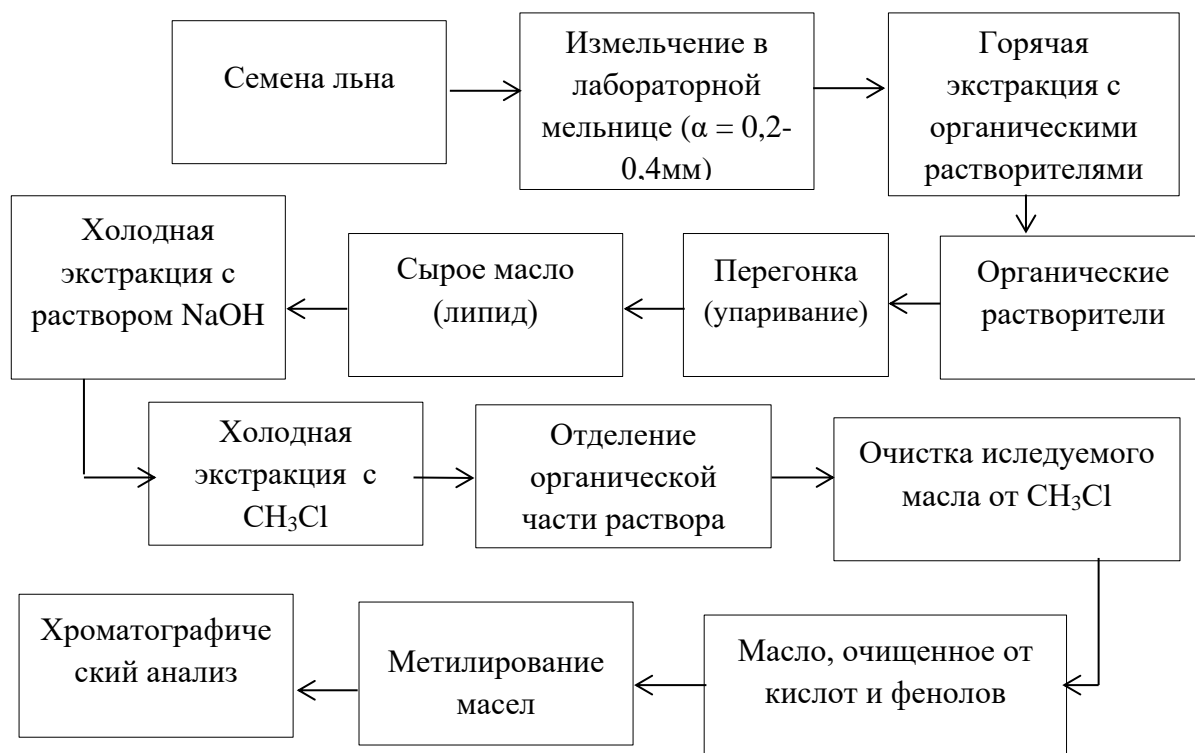 Семена льна
Измельчение в
лабораторной
мельнице (α = 0,2-
0,4мм)
Горячая
экстракция с
органическими
растворителями
Органические
растворители
Перегонка
(упаривание)
Сырое масло
(липид)
Холодная
экстракция с
раствором NaOH
Холодная
экстракция с
CH₃Cl
Отделение
органической
части раствора
Очистка иследуемого
масла от CH₃Cl
Масло, очищенное от
кислот и фенолов
Метилирование
масел
Хроматографиче
ский анализ